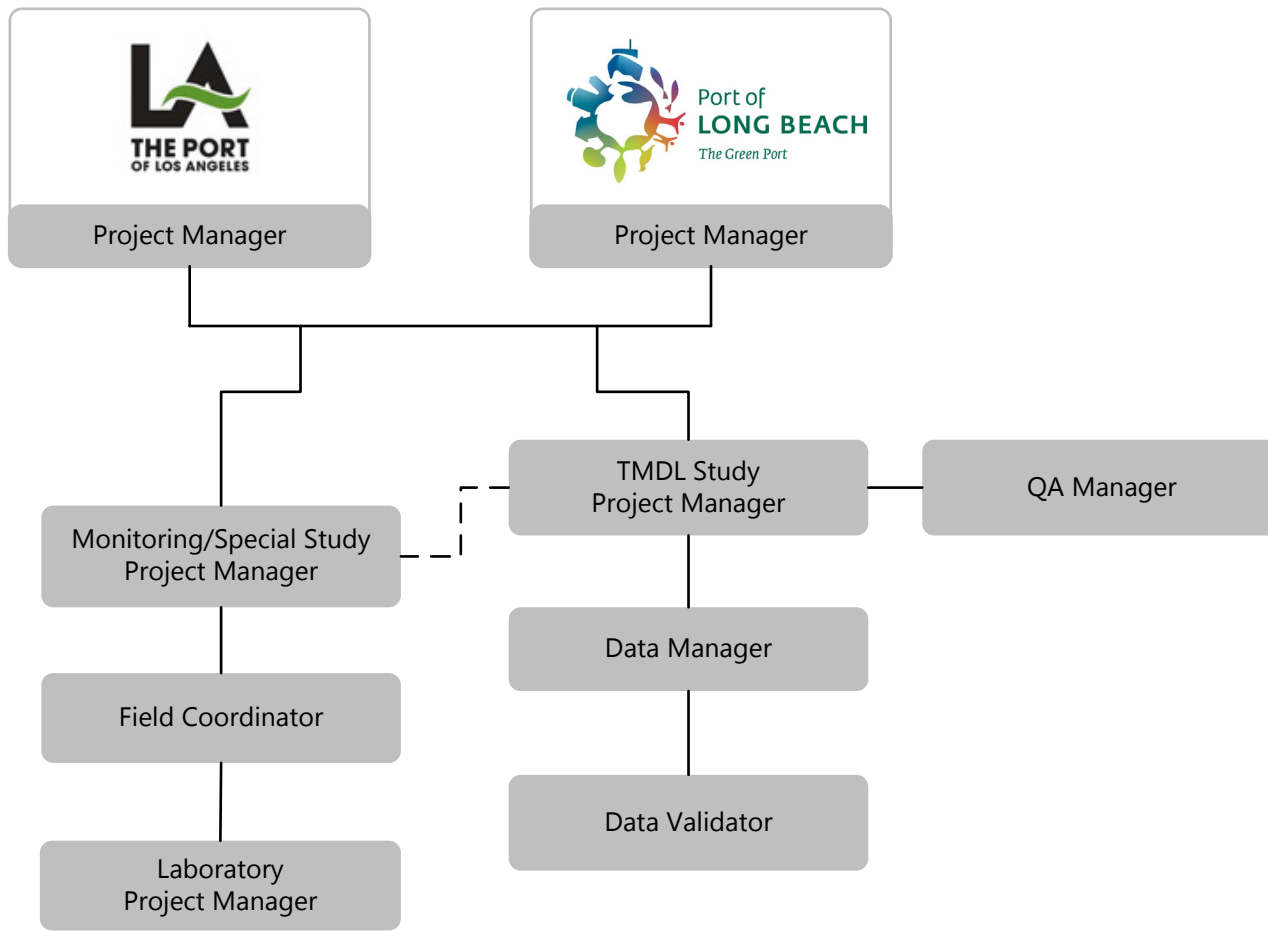 LA
THE PORT
OF LOS ANGELES
Project Manager
Port of
LONG BEACH
The Green Port
Project Manager
TMDL Study
Project Manager
QA Manager
Monitoring/Special Study
Project Manager
Data Manager
Field Coordinator
Data Validator
Laboratory
Project Manager